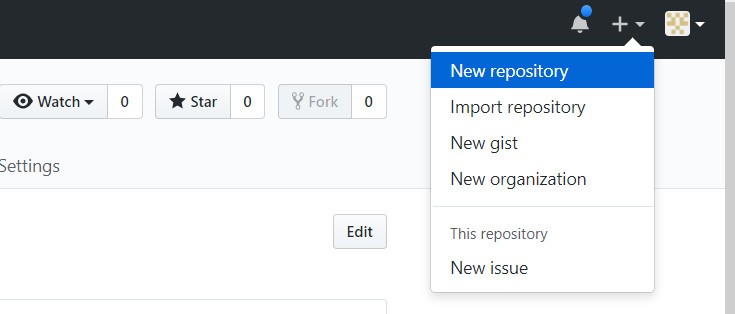 New repository
Import repository
New gist
New organization
This repository
New issue
Watch 0 Star 0 Fork 0
Settings
Edit